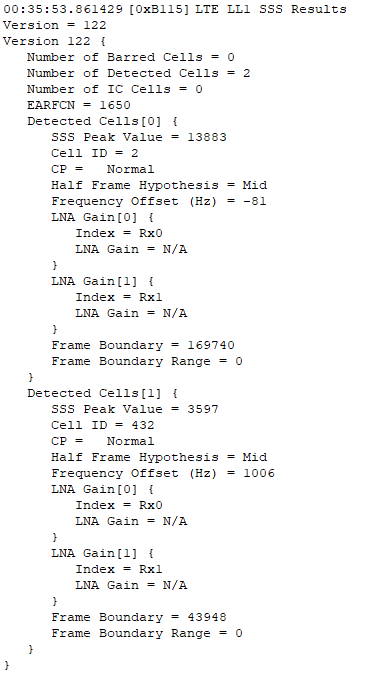 00:35:53.861429 [0xB115] LTE LL1 SSS Results
Version = 122
Version 122 {
Number of Barred Cells = 0
Number of Detected Cells = 2
Number of IC Cells = 0
EARFCN = 1650
Detected Cells[0] {
SSS Peak Value = 13883
Cell ID = 2
CP =   Normal
Half Frame Hypothesis = Mid
Frequency Offset (Hz) = -81
LNA Gain[0] {
Index = Rx0
LNA Gain = N/A
}
LNA Gain[1] {
Index = Rx1
LNA Gain = N/A
}
Frame Boundary = 169740
Frame Boundary Range = 0
}
Detected Cells[1] {
SSS Peak Value = 3597
Cell ID = 432
CP =   Normal
Half Frame Hypothesis = Mid
Frequency Offset (Hz) = 1006
LNA Gain[0] {
Index = Rx0
LNA Gain = N/A
}
LNA Gain[1] {
Index = Rx1
LNA Gain = N/A
}
Frame Boundary = 43948
Frame Boundary Range = 0
}
}